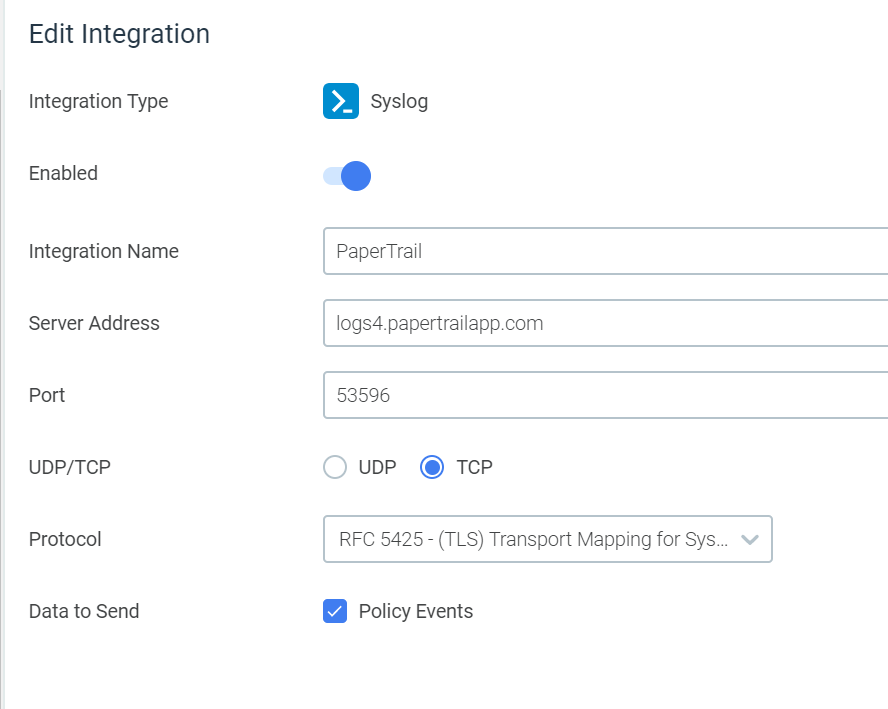 Edit Integration
Integration Type Syslog
Enabled
Integration Name PaperTrail
Server Address logs4.papertrailapp.com
Port 53596
UDP/TCP UDP TCP
Protocol RFC 5425 - (TLS) Transport Mapping for Sys...
Data to Send Policy Events